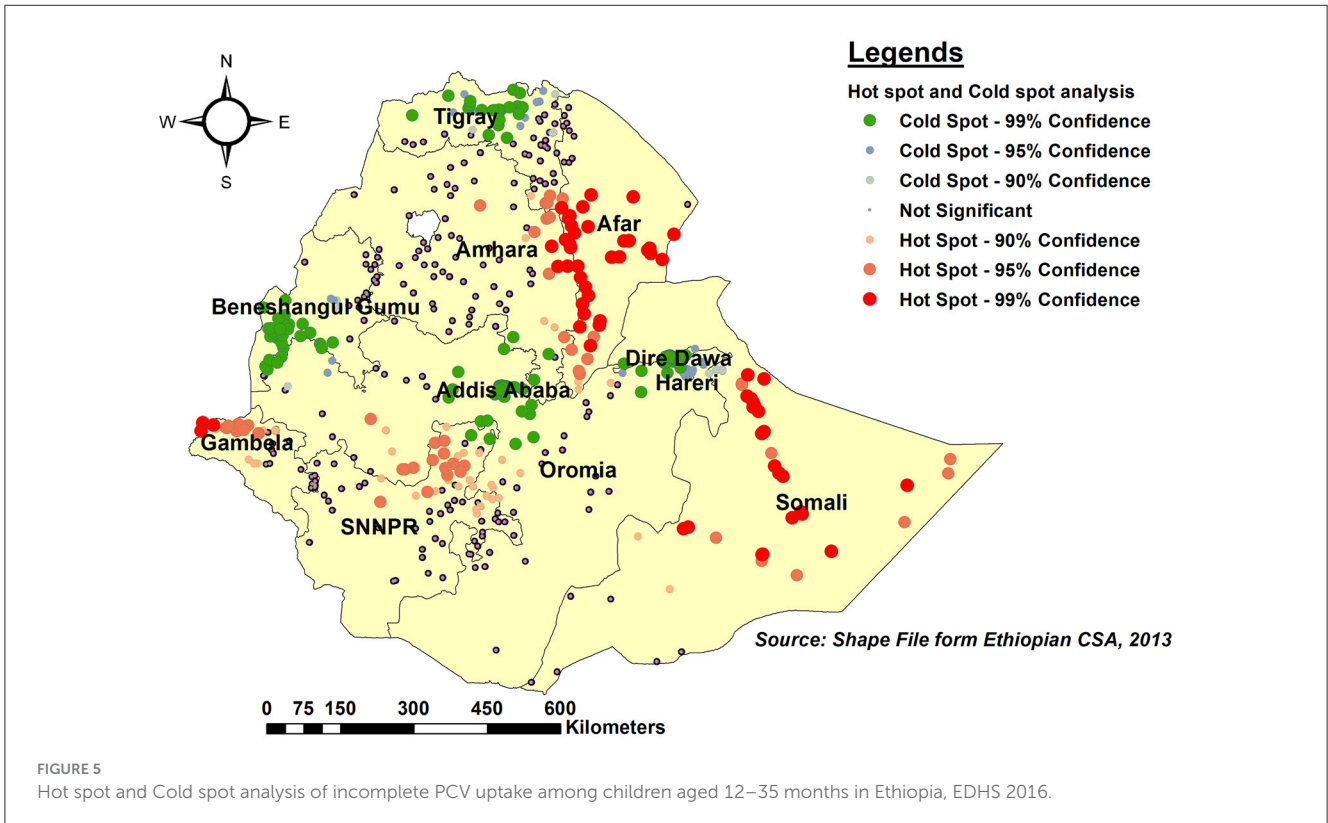 N
W
E
S
Legends
Hot spot and Cold spot analysis
Cold Spot - 99% Confidence
Cold Spot - 95% Confidence
Cold Spot - 90% Confidence
Not Significant
Hot Spot - 90% Confidence
Hot Spot - 95% Confidence
Hot Spot - 99% Confidence
Tigray
Afar
Amhara
Beneshangul Gumu
Dire Dawa
Hareri
Addis Ababa
Gambela
Oromia
Somali
SNNPR
Source: Shape File form Ethiopian CSA, 2013
0 75 150 300 450 600
Kilometers
FIGURE 5
Hot spot and Cold spot analysis of incomplete PCV uptake among children aged 12–35 months in Ethiopia, EDHS 2016.